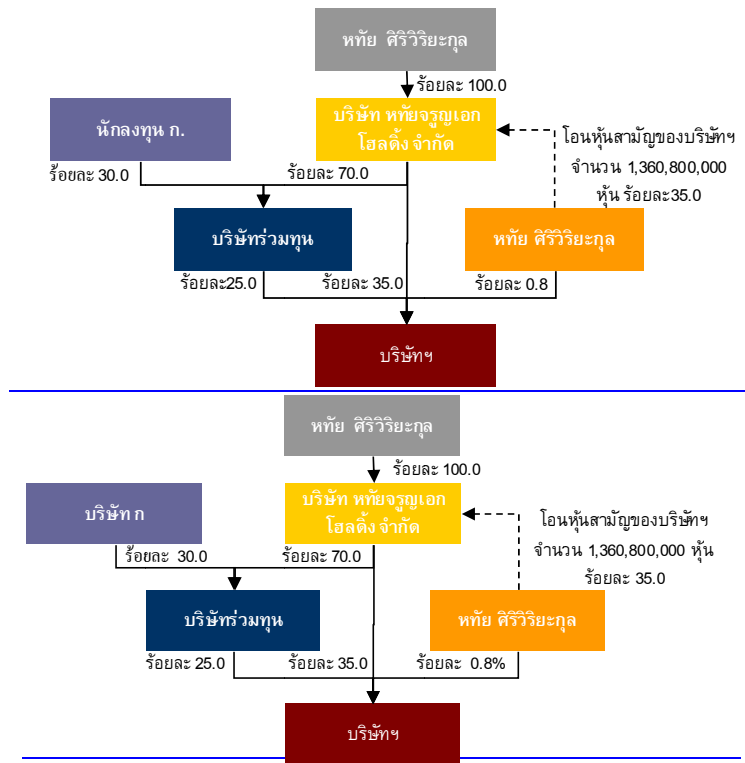 หทัย ศิริวิริยะกุล
ร้อยละ 100.0
นักลงทุน ก.
บริษัท หทัยจรูญเอก
โฮลดิ้ง จำกัด
โอนหุ้นสามัญของบริษัทฯ
จำนวน 1,360,800,000
หุ้น ร้อยละ35.0
ร้อยละ 30.0
ร้อยละ 70.0
บริษัทร่วมทุน
หทัย ศิริวิริยะกุล
ร้อยละ25.0
ร้อยละ 35.0
ร้อยละ 0.8
บริษัทฯ
หทัย ศิริวิริยะกุล
ร้อยละ 100.0
บริษัท ก
บริษัท หทัยจรูญเอก
โฮลดิ้ง จำกัด
โอนหุ้นสามัญของบริษัทฯ
จำนวน 1,360,800,000 หุ้น
ร้อยละ 35.0
ร้อยละ 30.0
ร้อยละ 70.0
บริษัทร่วมทุน
หทัย ศิริวิริยะกุล
ร้อยละ 25.0
ร้อยละ 35.0
ร้อยละ 0.8%
บริษัทฯ